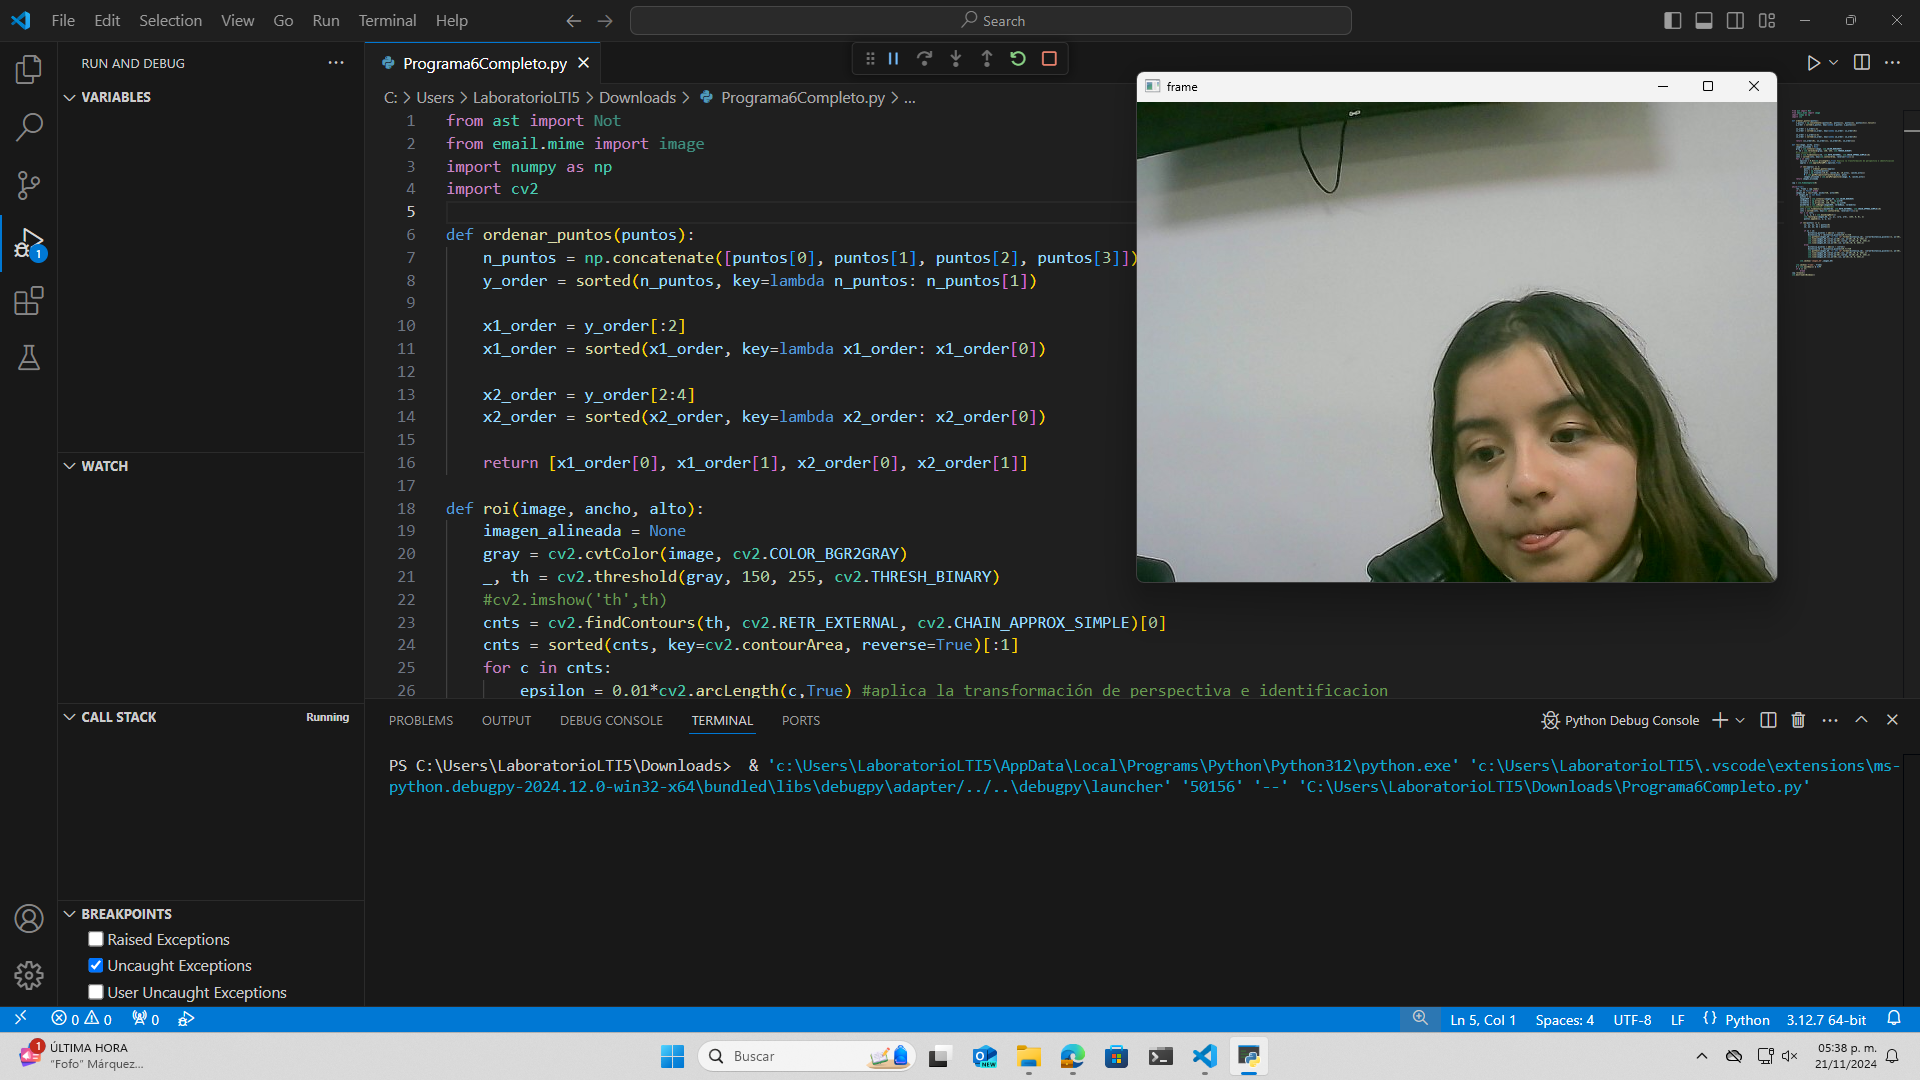 File Edit Selection View Go Run Terminal Help
Search
RUN AND DEBUG
VARIABLES
WATCH
CALL STACK Running
BREAKPOINTS
Raised Exceptions
Uncaught Exceptions
User Uncaught Exceptions
Programa6Completo.py
C: > Users > LaboratorioLTI5 > Downloads > Programa6Completo.py > ...
1 from ast import Not
2 from email.mime import image
3 import numpy as np
4 import cv2
5
6 def ordenar_puntos(puntos):
7 n_puntos = np.concatenate([puntos[0], puntos[1], puntos[2], puntos[3]])
8 y_order = sorted(n_puntos, key=lambda n_puntos: n_puntos[1])
9
10 x1_order = y_order[:2]
11 x1_order = sorted(x1_order, key=lambda x1_order: x1_order[0])
12
13 x2_order = y_order[2:4]
14 x2_order = sorted(x2_order, key=lambda x2_order: x2_order[0])
15
16 return [x1_order[0], x1_order[1], x2_order[0], x2_order[1]]
17
18 def roi(image, ancho, alto):
19 imagen_alineada = None
20 gray = cv2.cvtColor(image, cv2.COLOR_BGR2GRAY)
21 _, th = cv2.threshold(gray, 150, 255, cv2.THRESH_BINARY)
22 #cv2.imshow('th',th)
23 cnts = cv2.findContours(th, cv2.RETR_EXTERNAL, cv2.CHAIN_APPROX_SIMPLE)[0]
24 cnts = sorted(cnts, key=cv2.contourArea, reverse=True)[:1]
25 for c in cnts:
26 epsilon = 0.01*cv2.arcLength(c,True) #aplica la transformación de perspectiva e identificacion
frame
PROBLEMS OUTPUT DEBUG CONSOLE TERMINAL PORTS
Python Debug Console
PS C:\Users\LaboratorioLTI5\Downloads> & 'c:\Users\LaboratorioLTI5\AppData\Local\Programs\Python\Python312\python.exe' 'c:\Users\LaboratorioLTI5\.vscode\extensions\ms-
python.debugpy-2024.12.0-win32-x64\bundled\libs\debugpy\adapter/../..\debugpy\launcher' '50156' '--' 'C:\Users\LaboratorioLTI5\Downloads\Programa6Completo.py'
0 0 0
Ln 5, Col 1 Spaces: 4 UTF-8 LF {} Python 3.12.7 64-bit
1
ÚLTIMA HORA
"Fofo" Márquez...
Buscar
NEW
05:38 p. m.
21/11/2024